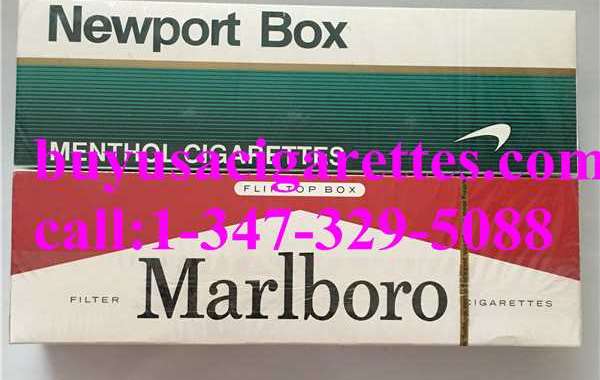 Newport Box
MENTHOL CIGARETTES
buyusacigarettes.com
FLIP-TOP BOX
call:1-347-329-5088
FILTER Marlboro CIGARETTES